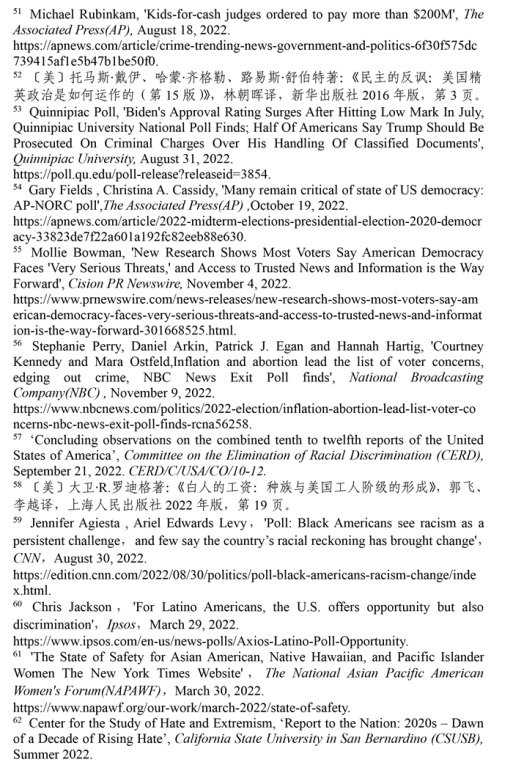 51 Michael Rubinkam, 'Kids-for-cash judges ordered to pay more than $200M', The
Associated Press(AP), August 18, 2022.
https://apnews.com/article/crime-trending-news-government-and-politics-6f30f575dc
739415af1e5b47b1be50f0.
52 〔美〕托马斯·戴伊、哈蒙·齐格勒、路易斯·舒伯特著：《民主的反讽：美国精
英政治是如何运作的（第 15 版）》，林朝晖译，新华出版社 2016 年版，第 3 页。
53 Quinnipiac Poll, 'Biden's Approval Rating Surges After Hitting Low Mark In July,
Quinnipiac University National Poll Finds; Half Of Americans Say Trump Should Be
Prosecuted On Criminal Charges Over His Handling Of Classified Documents',
Quinnipiac University, August 31, 2022.
https://poll.qu.edu/poll-release?releaseid=3854.
54 Gary Fields , Christina A. Cassidy, 'Many remain critical of state of US democracy:
AP-NORC poll',The Associated Press(AP) ,October 19, 2022.
https://apnews.com/article/2022-midterm-elections-presidential-election-2020-democr
acy-33823de7f22a601a192fc82eeb88e630.
55 Mollie Bowman, 'New Research Shows Most Voters Say American Democracy
Faces 'Very Serious Threats,' and Access to Trusted News and Information is the Way
Forward', Cision PR Newswire, November 4, 2022.
https://www.prnewswire.com/news-releases/new-research-shows-most-voters-say-am
erican-democracy-faces-very-serious-threats-and-access-to-trusted-news-and-informat
ion-is-the-way-forward-301668525.html.
56 Stephanie Perry, Daniel Arkin, Patrick J. Egan and Hannah Hartig, 'Courtney
Kennedy and Mara Ostfeld,Inflation and abortion lead the list of voter concerns,
edging out crime, NBC News Exit Poll finds', National Broadcasting
Company(NBC) , November 9, 2022.
https://www.nbcnews.com/politics/2022-election/inflation-abortion-lead-list-voter-co
ncerns-nbc-news-exit-poll-finds-rcna56258.
57 ‘Concluding observations on the combined tenth to twelfth reports of the United
States of America’, Committee on the Elimination of Racial Discrimination (CERD),
September 21, 2022. CERD/C/USA/CO/10-12.
58 〔美〕大卫·R.罗迪格著：《白人的工资：种族与美国工人阶级的形成》，郭飞、
李越译，上海人民出版社 2022 年版，第 19 页。
59 Jennifer Agiesta , Ariel Edwards Levy， 'Poll: Black Americans see racism as a
persistent challenge， and few say the country’s racial reckoning has brought change'，
CNN，August 30, 2022.
https://edition.cnn.com/2022/08/30/politics/poll-black-americans-racism-change/inde
x.html.
60 Chris Jackson ， 'For Latino Americans, the U.S. offers opportunity but also
discrimination'，Ipsos，March 29, 2022.
https://www.ipsos.com/en-us/news-polls/Axios-Latino-Poll-Opportunity.
61 'The State of Safety for Asian American, Native Hawaiian, and Pacific Islander
Women The New York Times Website' ， The National Asian Pacific American
Women's Forum(NAPAWF)，March 30, 2022.
https://www.napawf.org/our-work/march-2022/state-of-safety.
62 Center for the Study of Hate and Extremism, ‘Report to the Nation: 2020s – Dawn
of a Decade of Rising Hate’, California State University in San Bernardino (CSUSB),
Summer 2022.